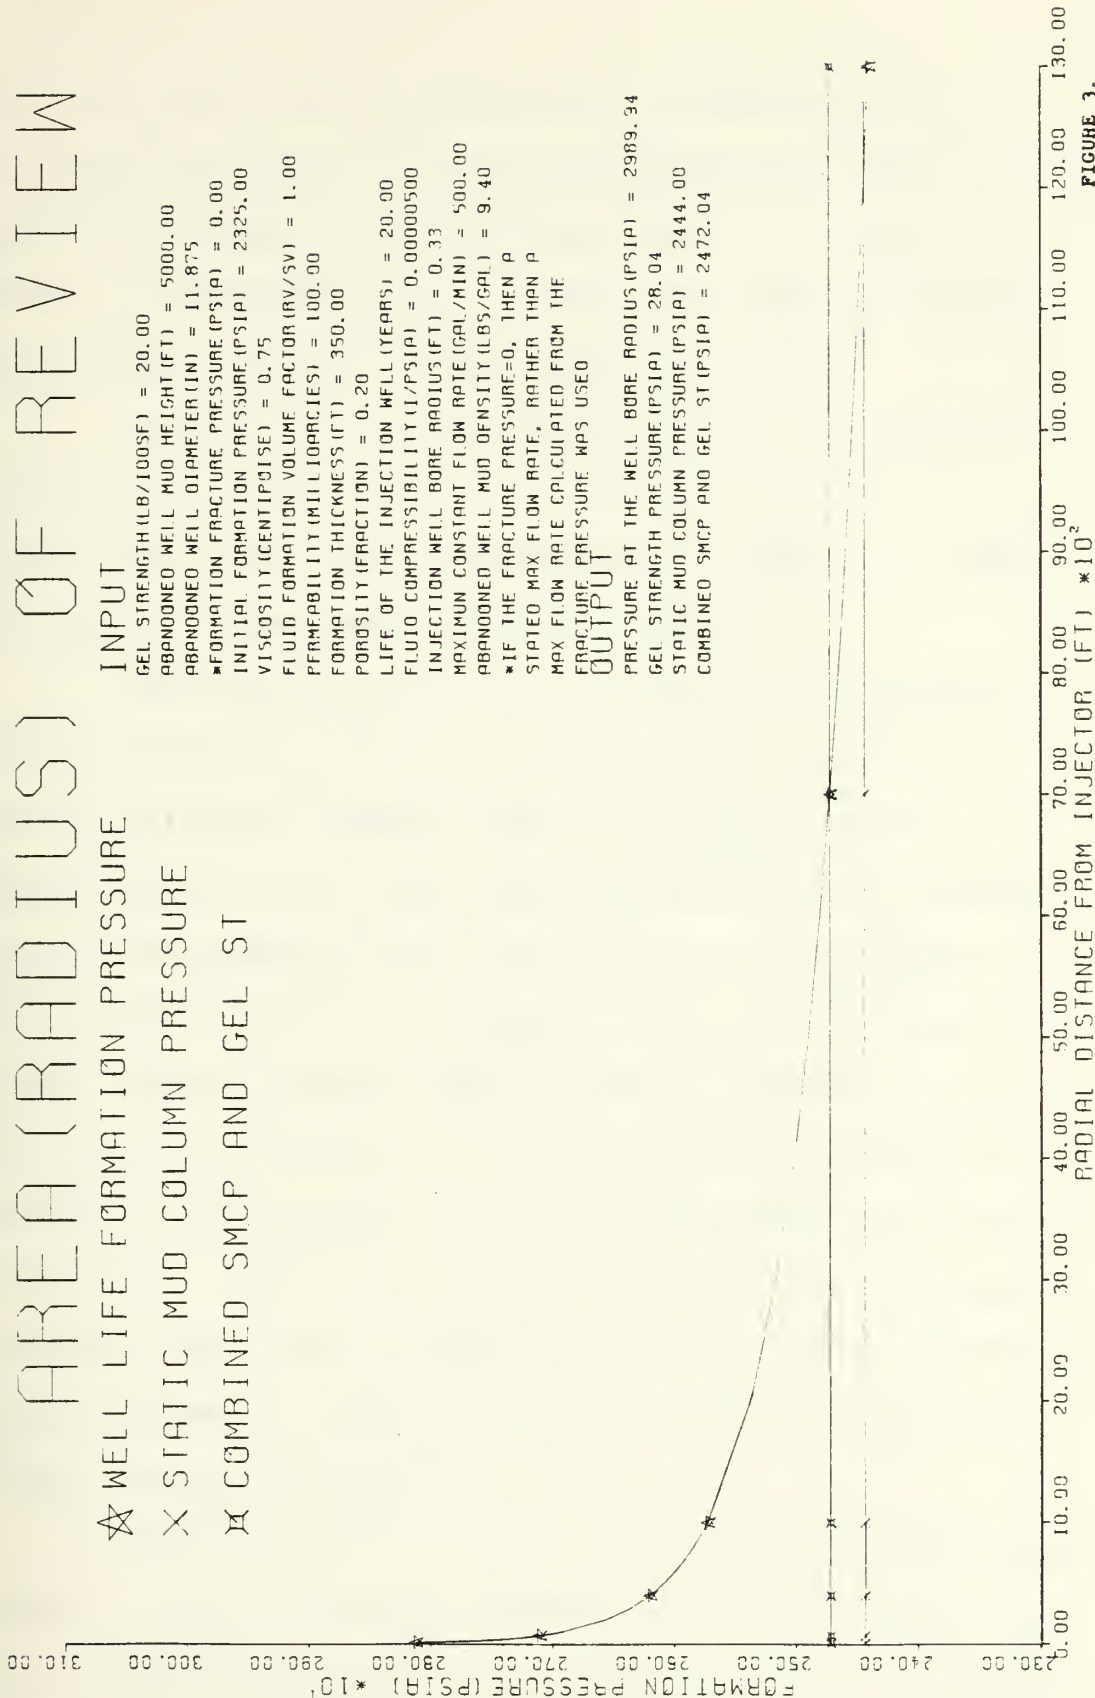 AREA (RADIUS) OF REVIEW
WELL LIFE FORMATION PRESSURE
STATIC MUD COLUMN PRESSURE
COMBINED SMCP AND GEL ST
INPUT
GEL STRENGTH(LB/100SF) = 20.00
ABANDONED WELL MUD HEIGHT(FT) = 5000.00
ABANDONED WELL DIAMETER(IN) = 11.875
*FORMATION FRACTURE PRESSURE(PSIA) = 0.00
INITIAL FORMATION PRESSURE(PSIA) = 2325.00
VISCOSITY(CENTIPOISE) = 0.75
FLUID FORMATION VOLUME FACTOR(RV/SV) = 1.00
PERMEABILITY(MILLIDARCIES) = 100.00
FORMATION THICKNESS(FT) = 350.00
POROSITY(FRACTION) = 0.20
LIFE OF THE INJECTION WELL(YEARS) = 20.00
FLUID COMPRESSIBILITY(1/PSIA) = 0.00000500
INJECTION WELL BORE RADIUS(FT) = 0.33
MAXIMUN CONSTANT FLOW RATE(GAL/MIN) = 500.00
ABANDONED WELL MUD DENSITY(LBS/GAL) = 9.40
*IF THE FRACTURE PRESSURE=0, THEN A
STATED MAX FLOW RATE, RATHER THAN A
MAX FLOW RATE CALCULATED FROM THE
FRACTURE PRESSURE WAS USED
OUTPUT
PRESSURE AT THE WELL BORE RADIUS(PSIA) = 2989.94
GEL STRENGTH PRESSURE(PSIA) = 28.04
STATIC MUD COLUMN PRESSURE(PSIA) = 2444.00
COMBINED SMCP AND GEL ST(PSIA) = 2472.04
310.00
300.00
290.00
280.00
270.00
260.00
250.00
240.00
230.00
FORMATION PRESSURE(PSIA) *10¹
0.00 10.00 20.00 30.00 40.00 50.00 60.00 70.00 80.00 90.00 100.00 110.00 120.00 130.00
RADIAL DISTANCE FROM INJECTOR (FT) *10²
FIGURE 3.